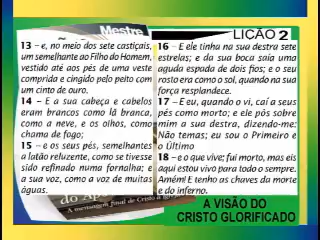 Mestre
LIÇÃO 2
13 – e, no meio dos sete castiçais,
um semelhante ao Filho do Homem,
vestido até aos pés de uma veste
comprida e cingido pelo peito com
um cinto de ouro.
14 – E a sua cabeça e cabelos
eram brancos como lã branca,
como a neve, e os olhos, como
chama de fogo;
15 – e os seus pés, semelhantes
a latão reluzente, como se tivesse
sido refinado numa fornalha; e
a sua voz, como a voz de muitas
águas.
16 – E ele tinha na sua destra sete
estrelas; e da sua boca saía uma
aguda espada de dois fios; e o seu
rosto era como o sol, quando na sua
força resplandece.
17 – E eu, quando o vi, caí a seus
pés como morto; e ele pôs sobre
mim a sua destra, dizendo-me:
Não temas; eu sou o Primeiro e
o Último
18 – e o que vive; fui morto, mas eis
aqui estou vivo para todo o sempre.
Amém! E tenho as chaves da morte
e do inferno.
do Ap
A mensagem final de Cristo à
A VISÃO DO
CRISTO GLORIFICADO